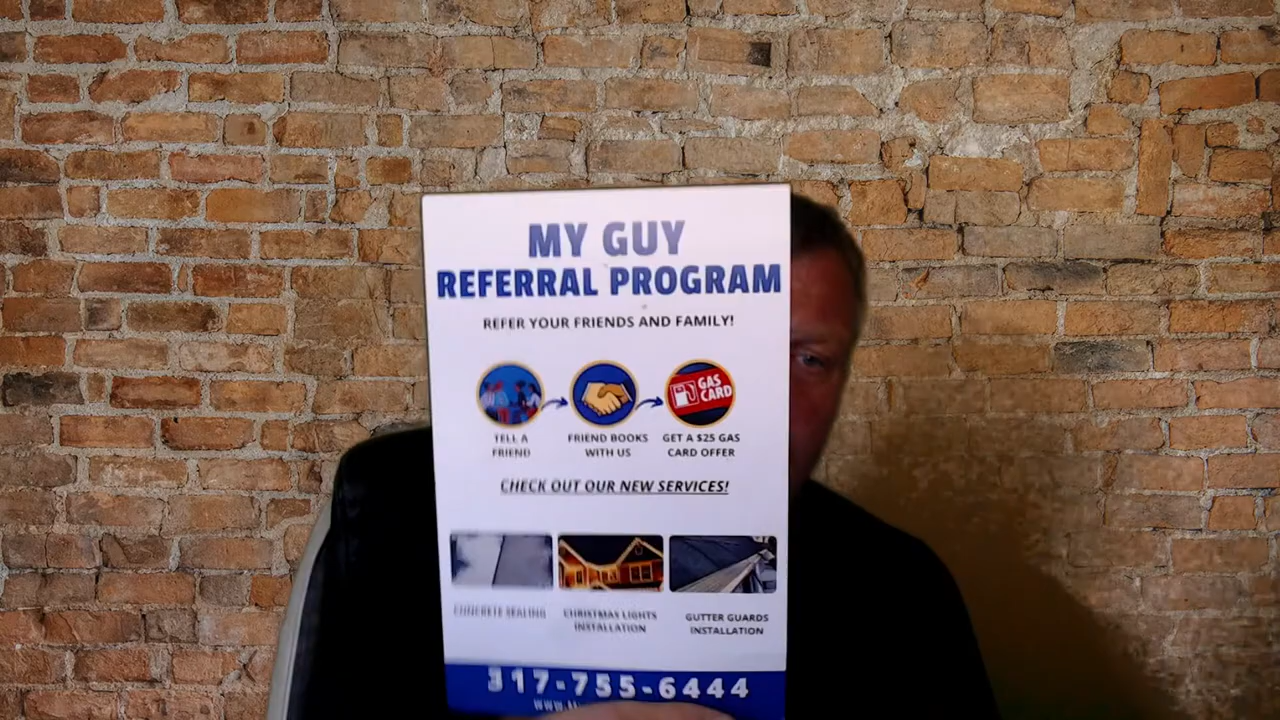 MY GUY
REFERRAL PROGRAM
REFER YOUR FRIENDS AND FAMILY!
GAS
CARD
TELL A
FRIEND
FRIEND BOOKS
WITH US
GET A $25 GAS
CARD OFFER
CHECK OUT OUR NEW SERVICES!
CONCRETE SEALING
CHRISTMAS LIGHTS
INSTALLATION
GUTTER GUARDS
INSTALLATION
317-755-6444